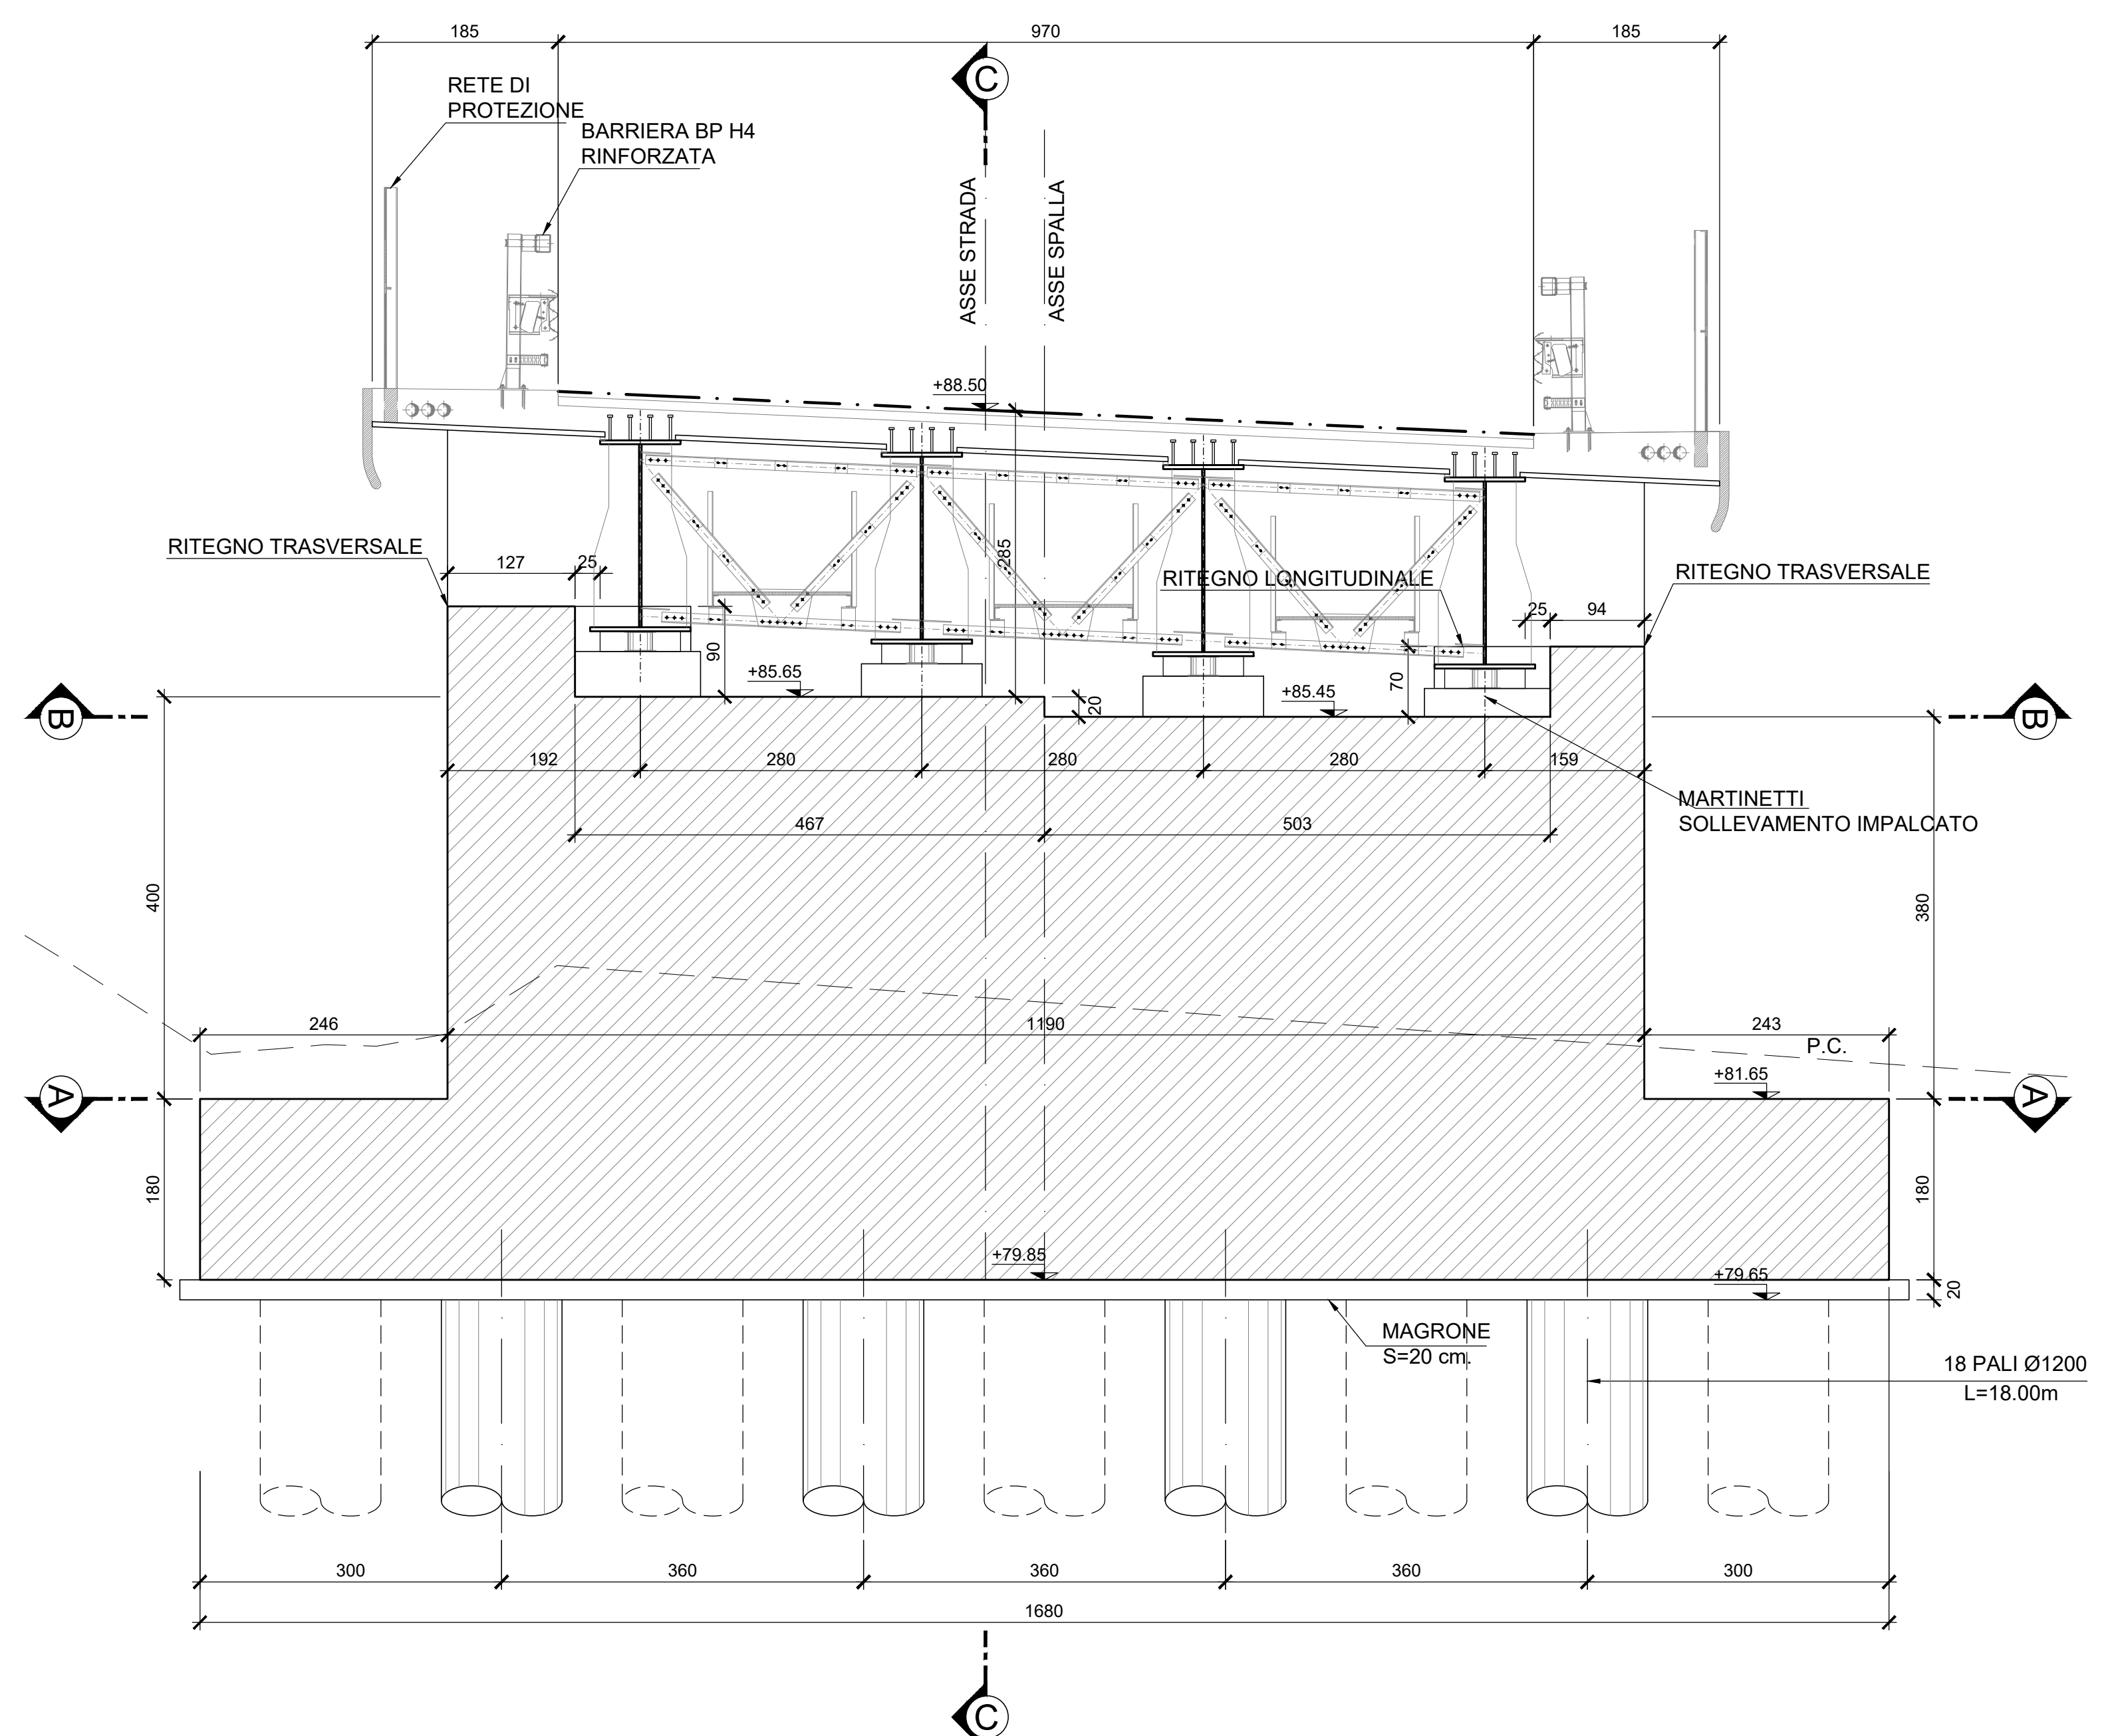 185
970
185
C
RETE DI
PROTEZIONE
BARRIERA BP H4
RINFORZATA
ASSE STRADA
ASSE SPALLA
+88.50
RITEGNO TRASVERSALE
127
25
285
RITEGNO LONGITUDINALE
RITEGNO TRASVERSALE
25
94
90
70
+85.65
+85.45
20
B
B
192
280
280
280
159
MARTINETTI
SOLLEVAMENTO IMPALCATO
467
503
400
380
246
1190
243
P.C.
+81.65
A
A
180
180
+79.85
+79.65
20
MAGRONE
S=20 cm.
18 PALI Ø1200
L=18.00m
300
360
360
360
300
1680
C